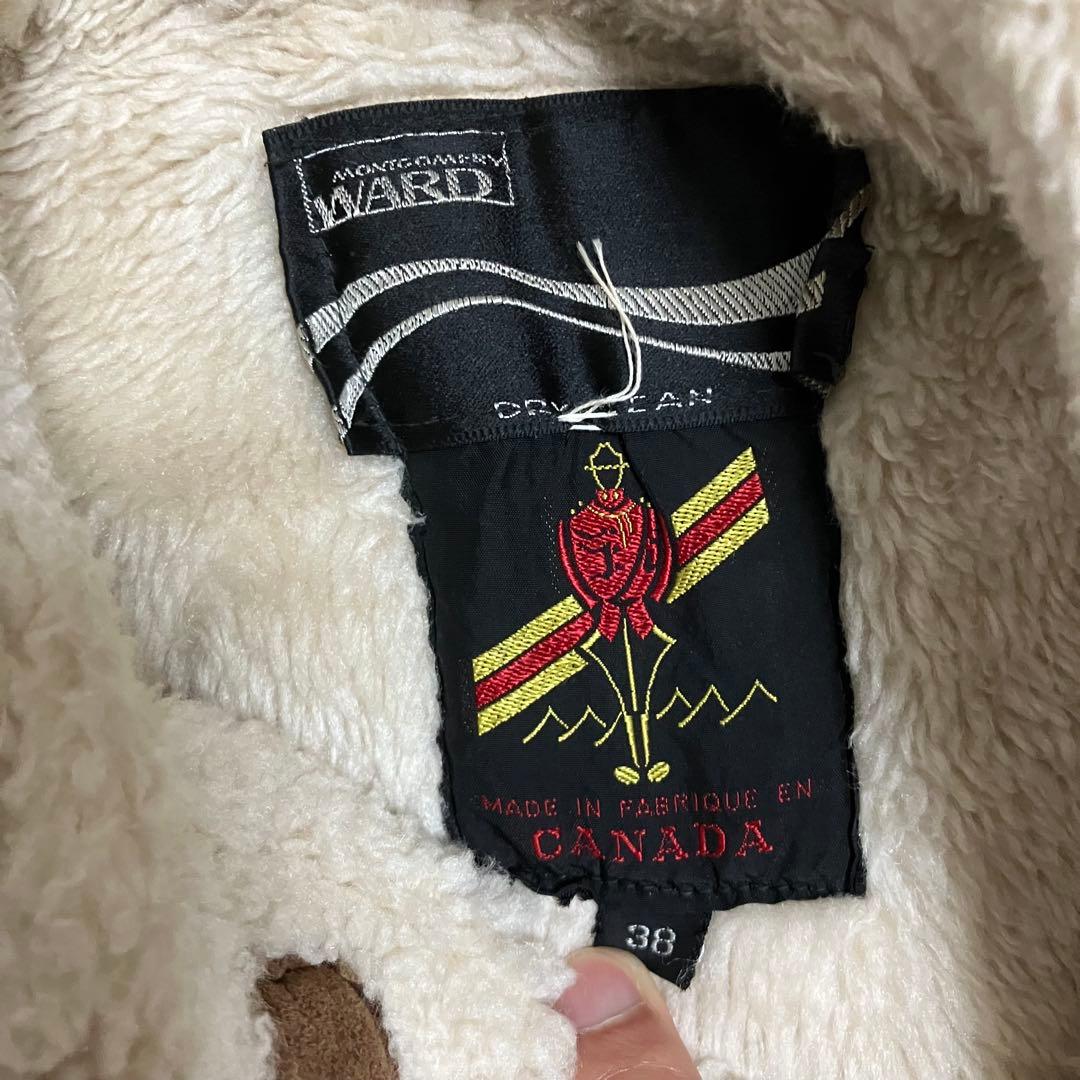 MONTGOMERY
WARD
DRY CLEAN
MADE IN FABRIQUE EN
CANADA
38